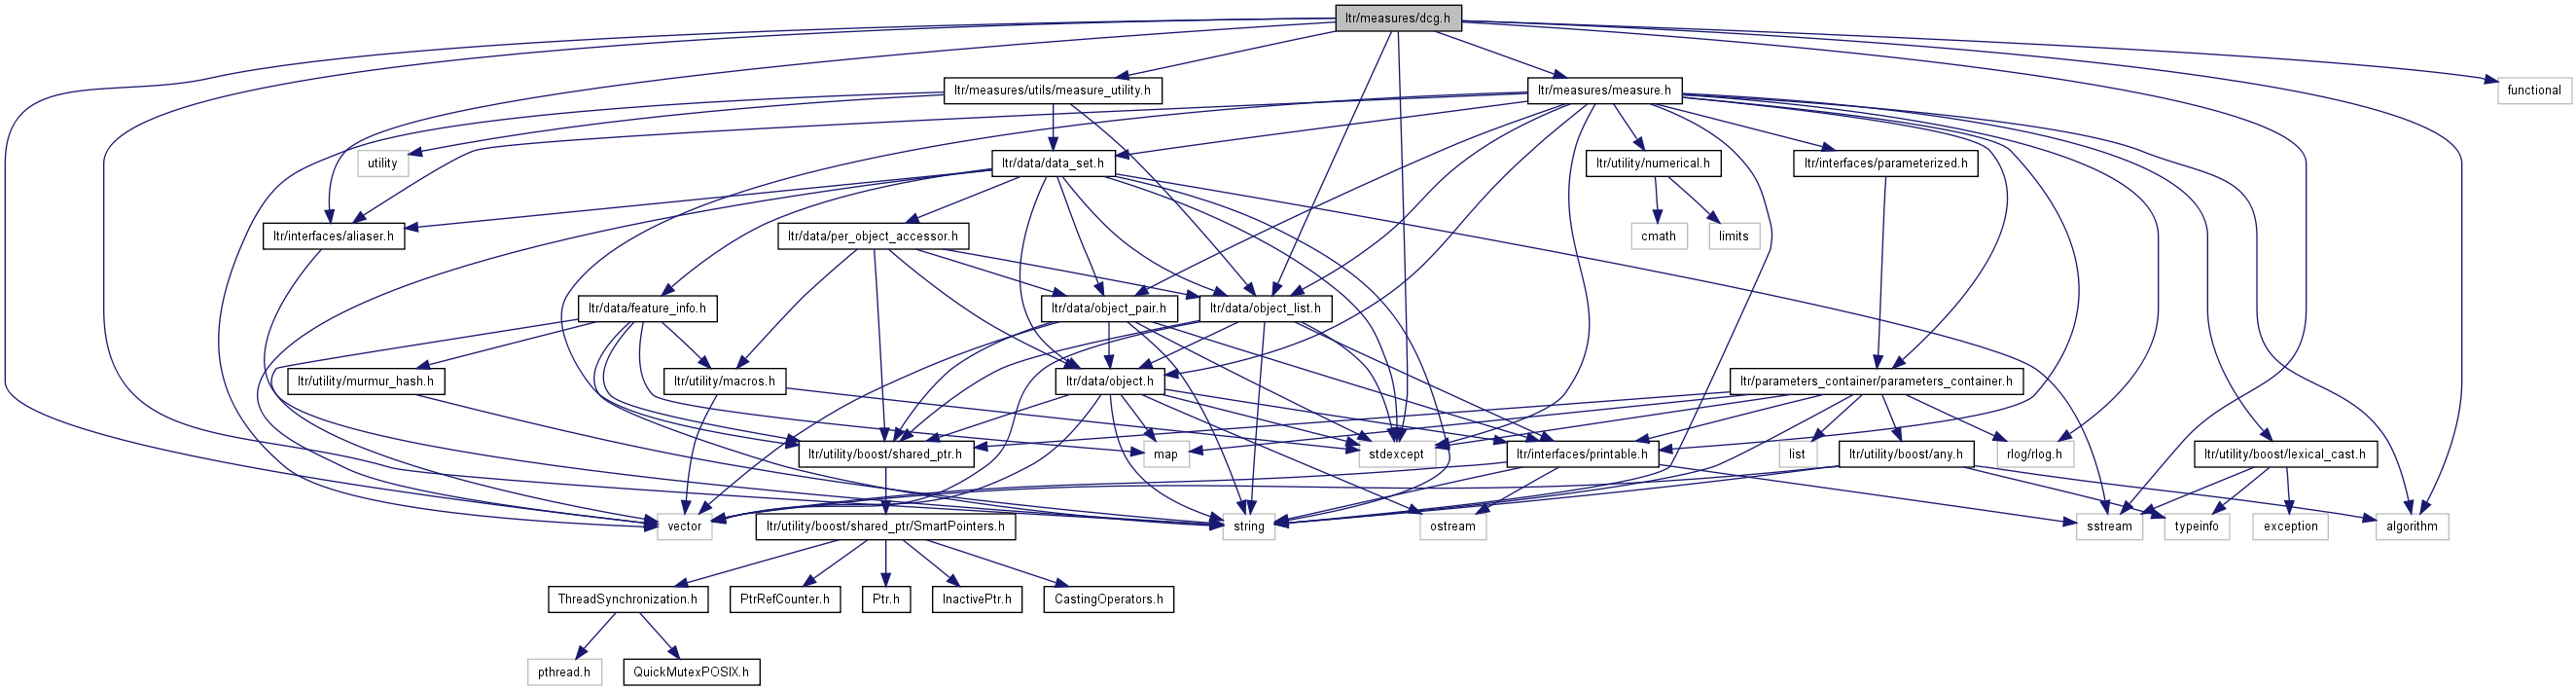 ltr/measures/dcg.h
ltr/measures/utils/measure_utility.h
ltr/measures/measure.h
functional
utility
ltr/data/data_set.h
ltr/utility/numerical.h
ltr/interfaces/parameterized.h
ltr/interfaces/aliaser.h
ltr/data/per_object_accessor.h
cmath
limits
ltr/data/feature_info.h
ltr/data/object_pair.h
ltr/data/object_list.h
ltr/utility/murmur_hash.h
ltr/utility/macros.h
ltr/data/object.h
ltr/parameters_container/parameters_container.h
ltr/utility/boost/shared_ptr.h
map
stdexcept
ltr/interfaces/printable.h
list
ltr/utility/boost/any.h
rlog/rlog.h
ltr/utility/boost/lexical_cast.h
vector
ltr/utility/boost/shared_ptr/SmartPointers.h
string
ostream
sstream
typeinfo
exception
algorithm
ThreadSynchronization.h
PtrRefCounter.h
Ptr.h
InactivePtr.h
CastingOperators.h
pthread.h
QuickMutexPOSIX.h